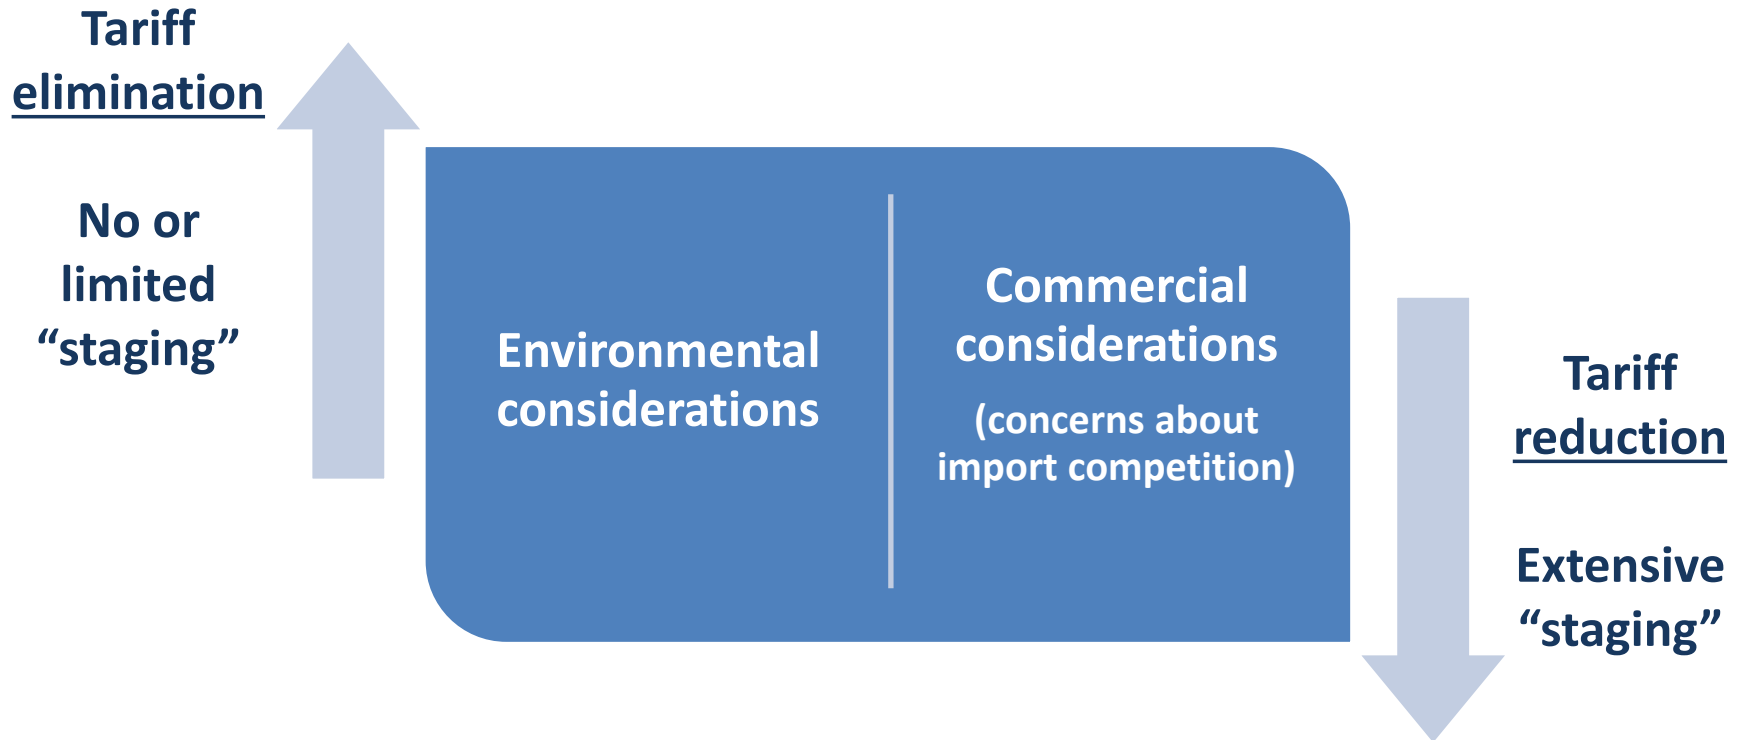 Tariff
elimination
No or
limited
“staging”
Environmental
considerations
Commercial
considerations
(concerns about
import competition)
Tariff
reduction
Extensive
“staging”